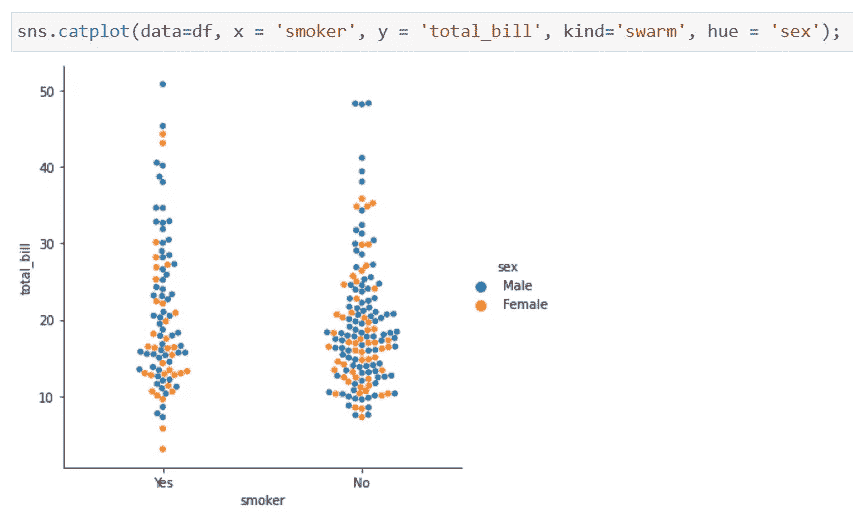 sns.catplot(data=df, x = 'smoker', y = 'total_bill', kind='swarm', hue = 'sex');
50
40
30
20
10
total_bill
Yes
No
smoker
sex
Male
Female